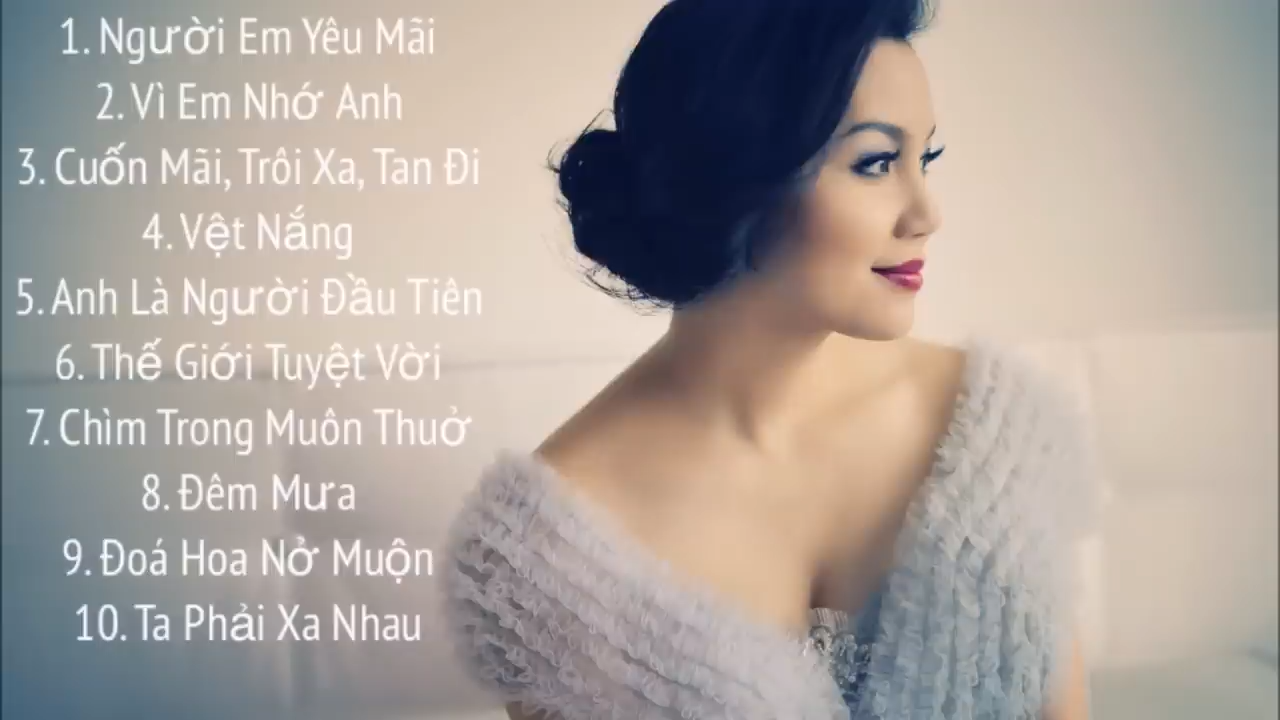 1. Người Em Yêu Mãi
2. Vì Em Nhớ Anh
3. Cuốn Mãi, Trôi Xa, Tan Đi
4. Vệt Nắng
5. Anh Là Người Đầu Tiên
6. Thế Giới Tuyệt Vời
7. Chìm Trong Muôn Thuở
8. Đêm Mưa
9. Đoá Hoa Nở Muộn
10. Ta Phải Xa Nhau